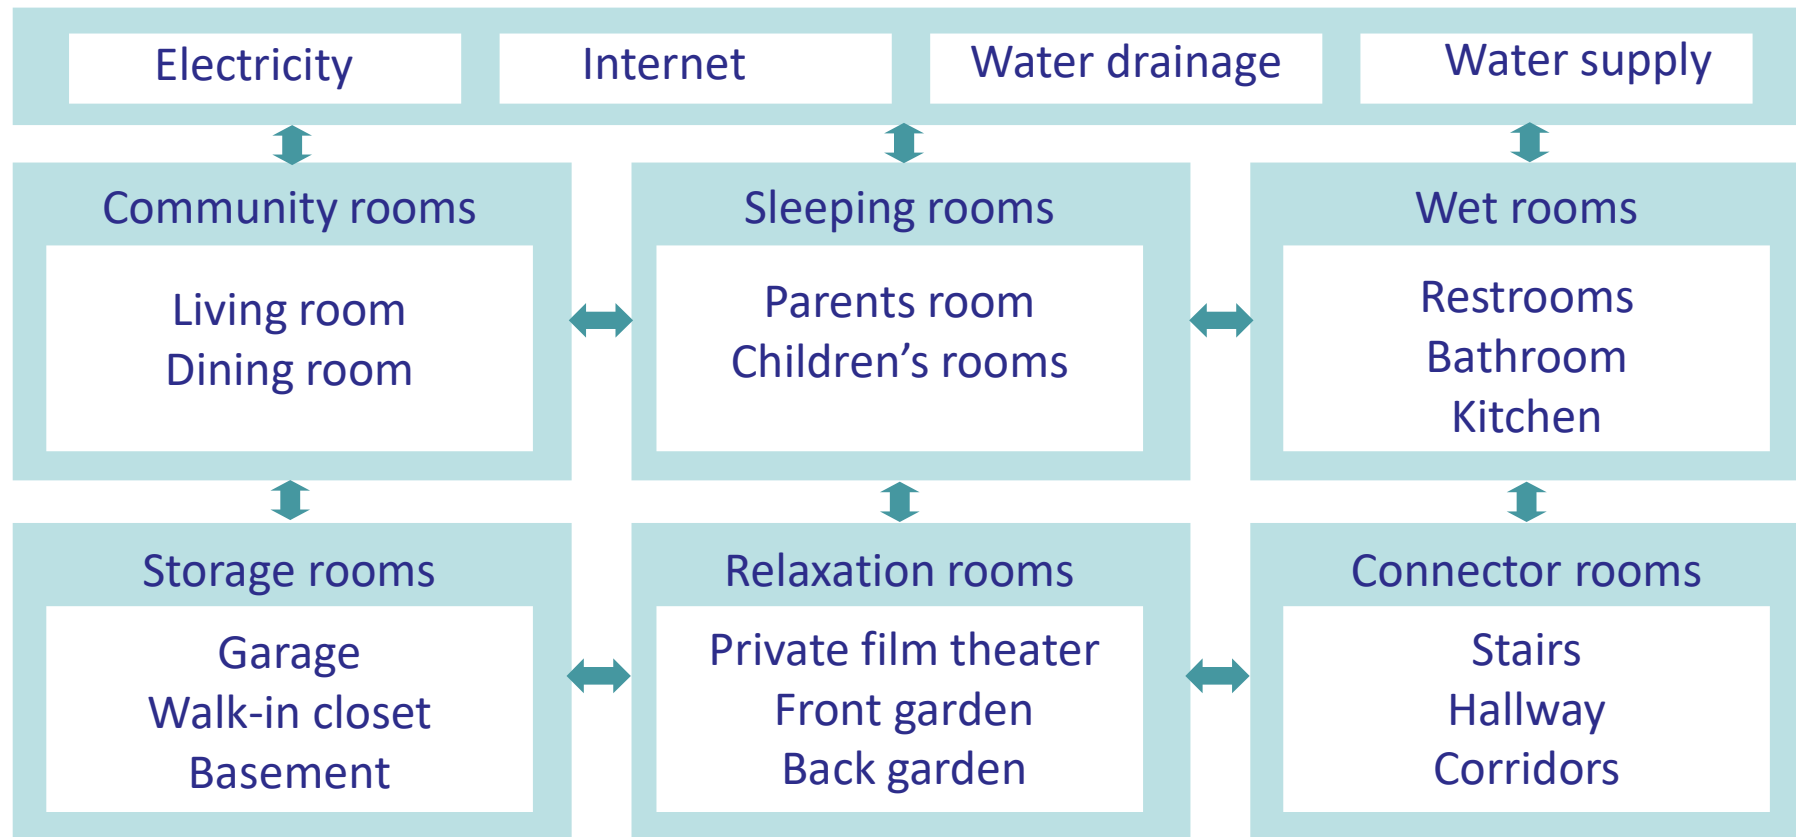 Electricity
Internet
Water drainage
Water supply
Community rooms
Living room
Dining room
Sleeping rooms
Parents room
Children’s rooms
Wet rooms
Restrooms
Bathroom
Kitchen
Storage rooms
Garage
Walk-in closet
Basement
Relaxation rooms
Private film theater
Front garden
Back garden
Connector rooms
Stairs
Hallway
Corridors